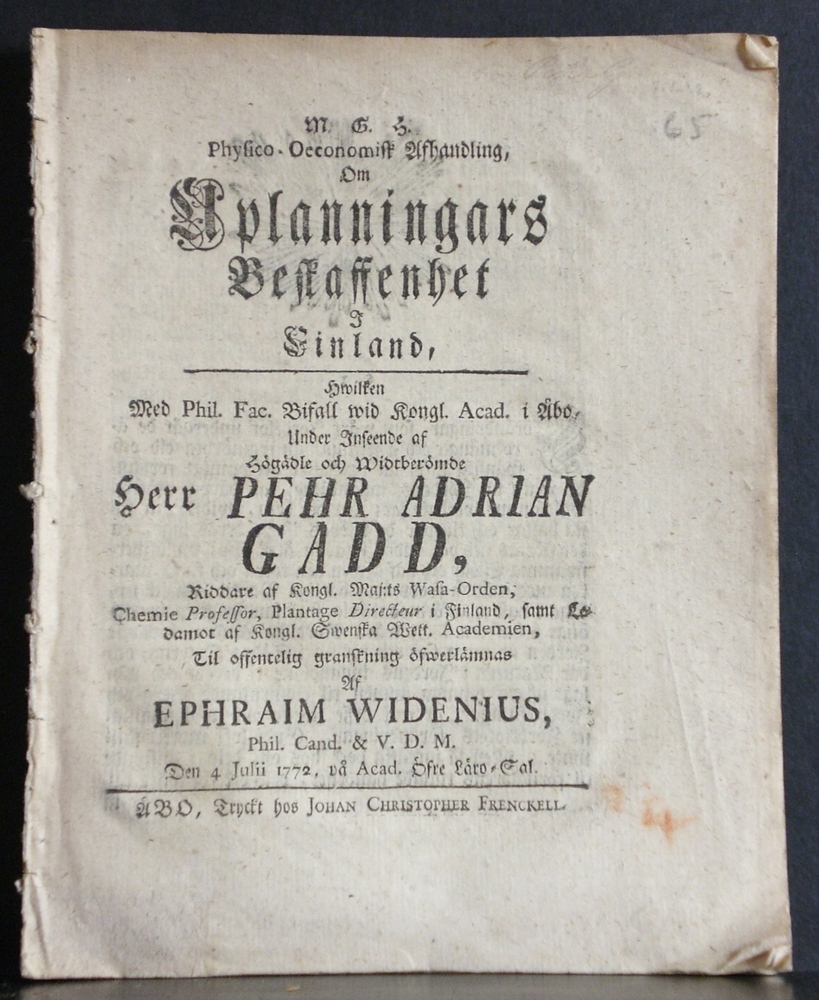 65
M. G. H.
Physico-Oeconomisk Afhandling,
Om
Uplanningars
Beskaffenhet
I
Finland,
Hwilken
Med Phil. Fac. Bifall wid Kongl. Acad. i Åbo,
Under Inseende af
Högädle och Widtberömde
Herr PEHR ADRIAN
GADD,
Riddare af Kongl. Maj:ts Wasa-Orden,
Chemie Professor, Plantage Directeur i Finland, samt Le-
damot af Kongl. Swenska Wett. Academien,
Til offentelig granskning öfwerlämnas
Af
EPHRAIM WIDENIUS,
Phil. Cand. & V. D. M.
Den 4 Julii 1772, på Acad. Öfre Läro-Sal.
ÅBO, Tryckt hos JOHAN CHRISTOPHER FRENCKELL.